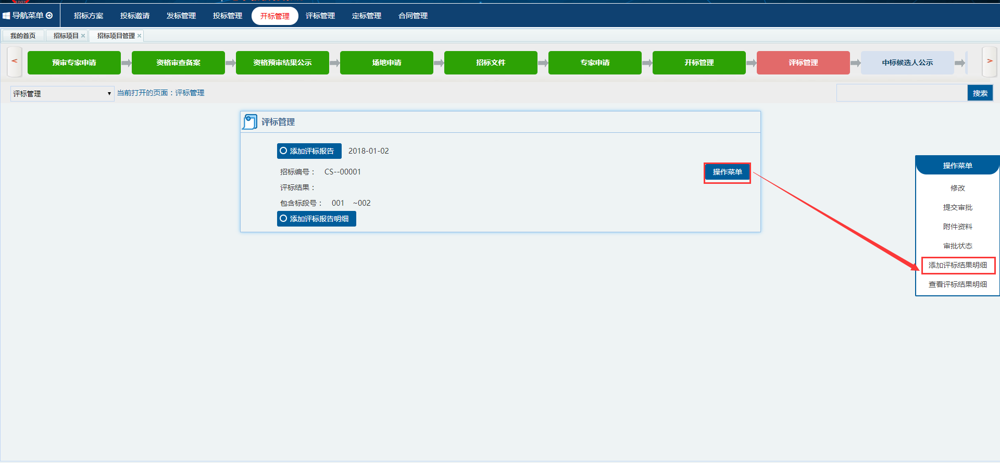 导航菜单 招标方案 投标邀请 发标管理 投标管理 开标管理 评标管理 定标管理 合同管理
我的首页 招标项目 × 招标项目管理 ×
< 预审专家申请 资格审查备案 资格预审结果公示 场地申请 招标文件 专家申请 开标管理 评标管理 中标候选人公示 >
评标管理 ▼ 当前打开的页面：评标管理 搜索
评标管理
添加评标报告 2018-01-02
招标编号： CS--00001 操作菜单
评标结果：
包含标段号： 001 ~002
添加评标报告明细
操作菜单
修改
提交审批
附件资料
审批状态
添加评标结果明细
查看评标结果明细